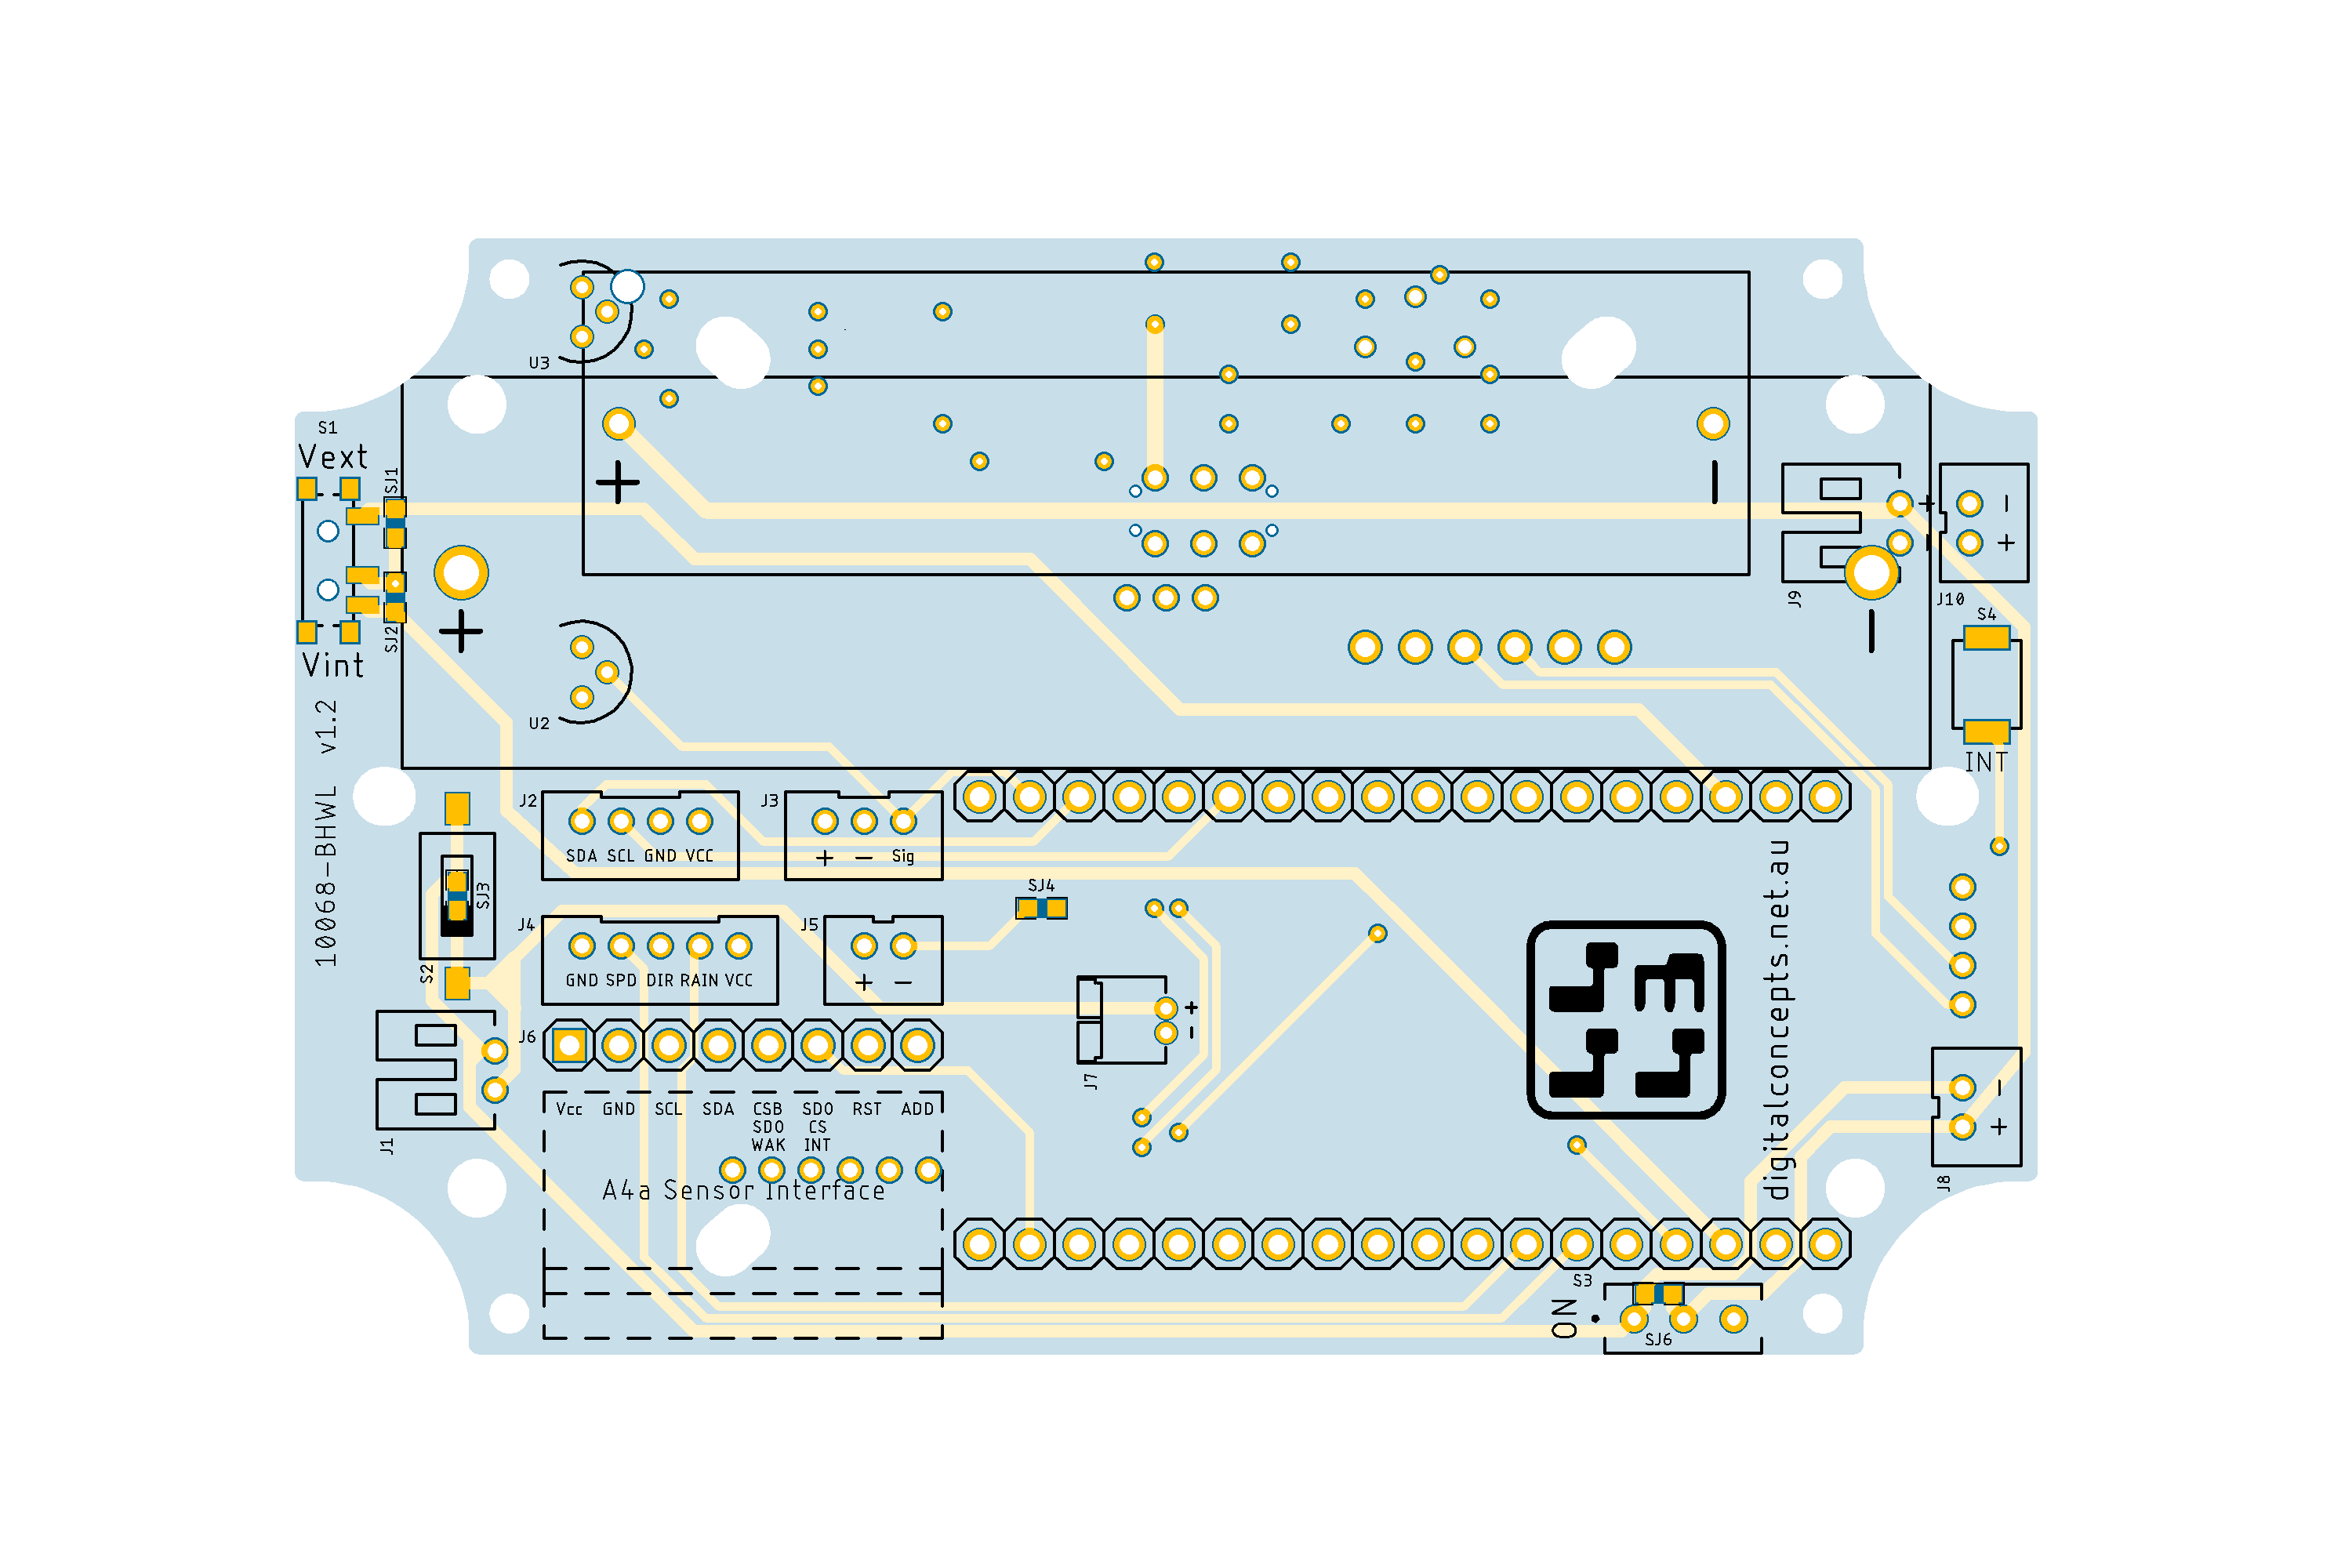 U3
S1
Vext
SJ1
+
−
+ −
−
+
J9
J10
S4
SJ2
+
−
Vint
U2
INT
10068-BHWL v1.2
J2
SDA SCL GND VCC
J3
+ − Sig
SJ3
S2
SJ4
J4
GND SPD DIR RAIN VCC
J5
+ −
J6
J7
+
−
digitalconcepts.net.au
J1
Vcc GND SCL SDA CSB SDO RST ADD
SDO CS
WAK INT
A4a Sensor Interface
−
+
J8
S3
ON
SJ6